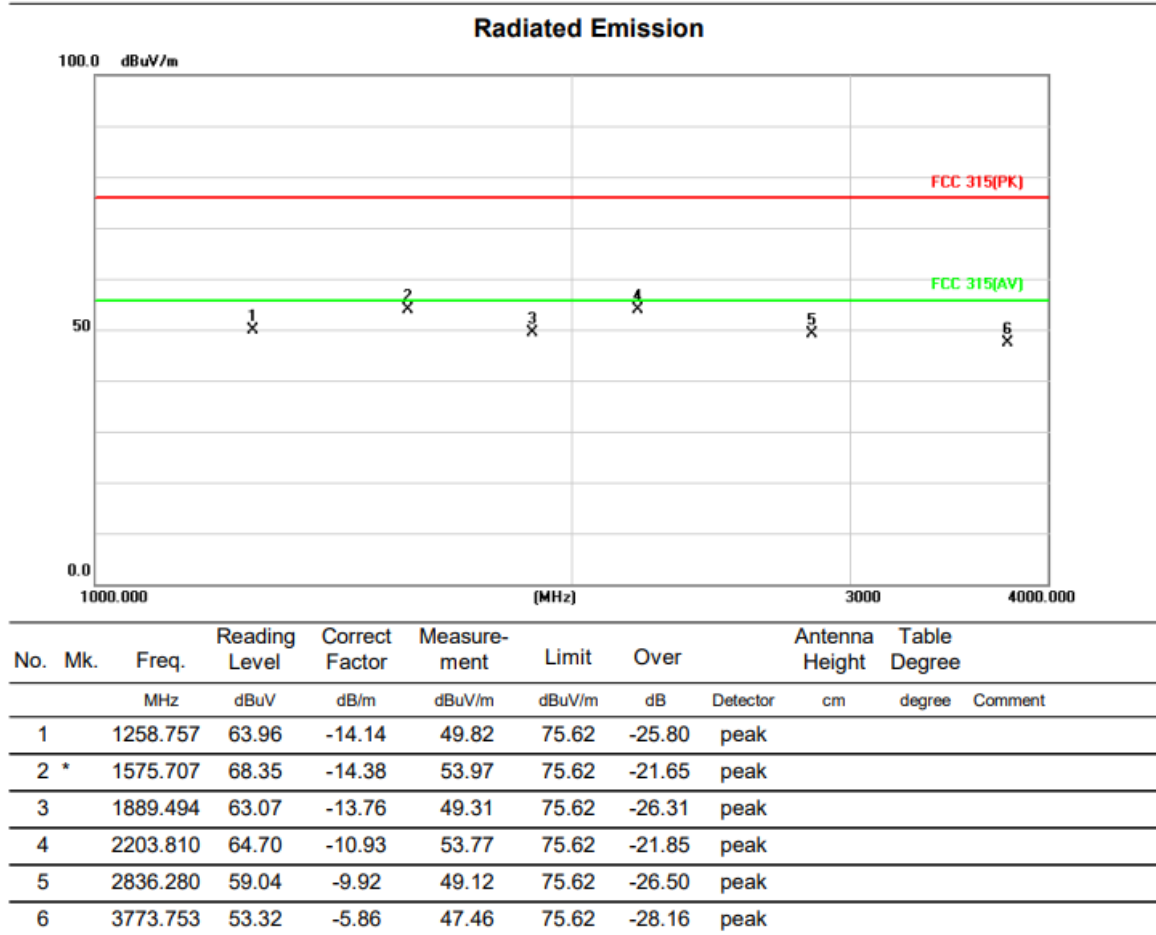 Radiated Emission
100.0 dBuV/m
FCC 315(PK)
FCC 315(AV)
2
4
1
3
5
6
50
0.0
1000.000 (MHz) 3000 4000.000
No. Mk. Freq. Reading Level Correct Factor Measure-ment Limit Over Antenna Height Table Degree
MHz dBuV dB/m dBuV/m dBuV/m dB Detector cm degree Comment
1 1258.757 63.96 -14.14 49.82 75.62 -25.80 peak
2 * 1575.707 68.35 -14.38 53.97 75.62 -21.65 peak
3 1889.494 63.07 -13.76 49.31 75.62 -26.31 peak
4 2203.810 64.70 -10.93 53.77 75.62 -21.85 peak
5 2836.280 59.04 -9.92 49.12 75.62 -26.50 peak
6 3773.753 53.32 -5.86 47.46 75.62 -28.16 peak